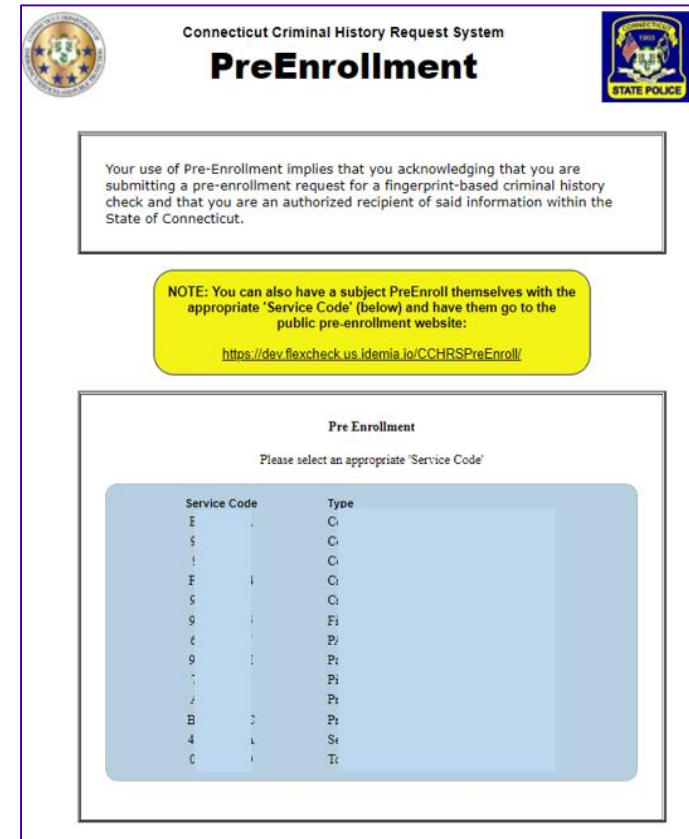 Connecticut Criminal History Request System
PreEnrollment
CONNECTICUT
1903
STATE POLICE
Your use of Pre-Enrollment implies that you acknowledging that you are
submitting a pre-enrollment request for a fingerprint-based criminal history
check and that you are an authorized recipient of said information within the
State of Connecticut.
NOTE: You can also have a subject PreEnroll themselves with the
appropriate 'Service Code' (below) and have them go to the
public pre-enrollment website:
https://dev.flexcheck.us.idemia.io/CCHRSPreEnroll/
Pre Enrollment
Please select an appropriate 'Service Code'
Service Code Type